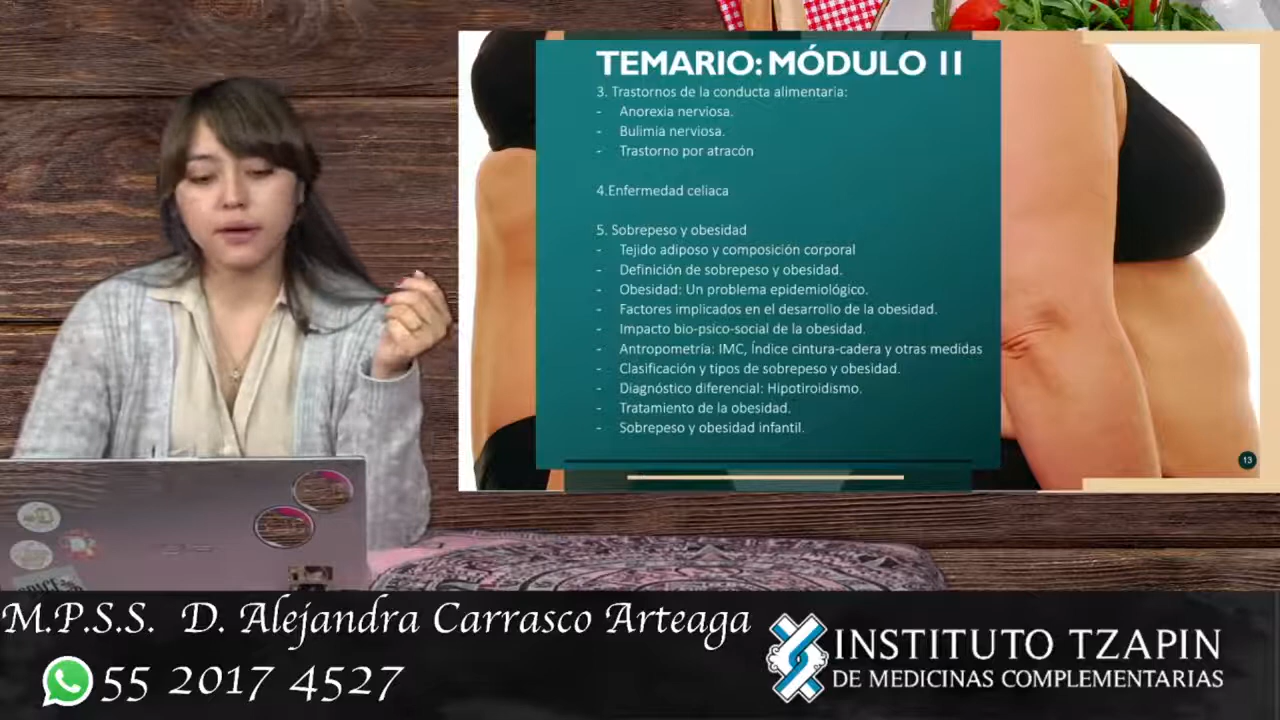 TEMARIO: MÓDULO II
3. Trastornos de la conducta alimentaria:
- Anorexia nerviosa.
- Bulimia nerviosa.
- Trastorno por atracón
4.Enfermedad celiaca
5. Sobrepeso y obesidad
- Tejido adiposo y composición corporal
- Definición de sobrepeso y obesidad.
- Obesidad: Un problema epidemiológico.
- Factores implicados en el desarrollo de la obesidad.
- Impacto bio-psico-social de la obesidad.
- Antropometría: IMC, Índice cintura-cadera y otras medidas
- Clasificación y tipos de sobrepeso y obesidad.
- Diagnóstico diferencial: Hipotiroidismo.
- Tratamiento de la obesidad.
- Sobrepeso y obesidad infantil.
13
M.P.S.S. D. Alejandra Carrasco Arteaga
55 2017 4527
INSTITUTO TZAPIN
DE MEDICINAS COMPLEMENTARIAS